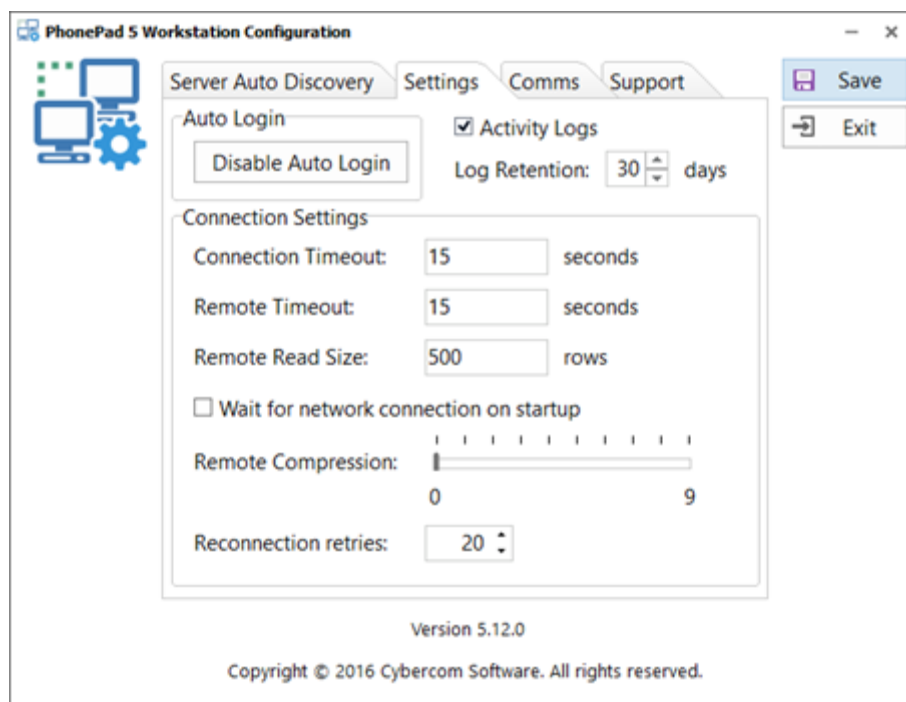 PhonePad 5 Workstation Configuration
Server Auto Discovery Settings Comms Support
Save
Exit
Auto Login
Disable Auto Login
Activity Logs
Log Retention: 30 days
Connection Settings
Connection Timeout: 15 seconds
Remote Timeout: 15 seconds
Remote Read Size: 500 rows
Wait for network connection on startup
Remote Compression:
0 9
Reconnection retries: 20
Version 5.12.0
Copyright © 2016 Cybercom Software. All rights reserved.